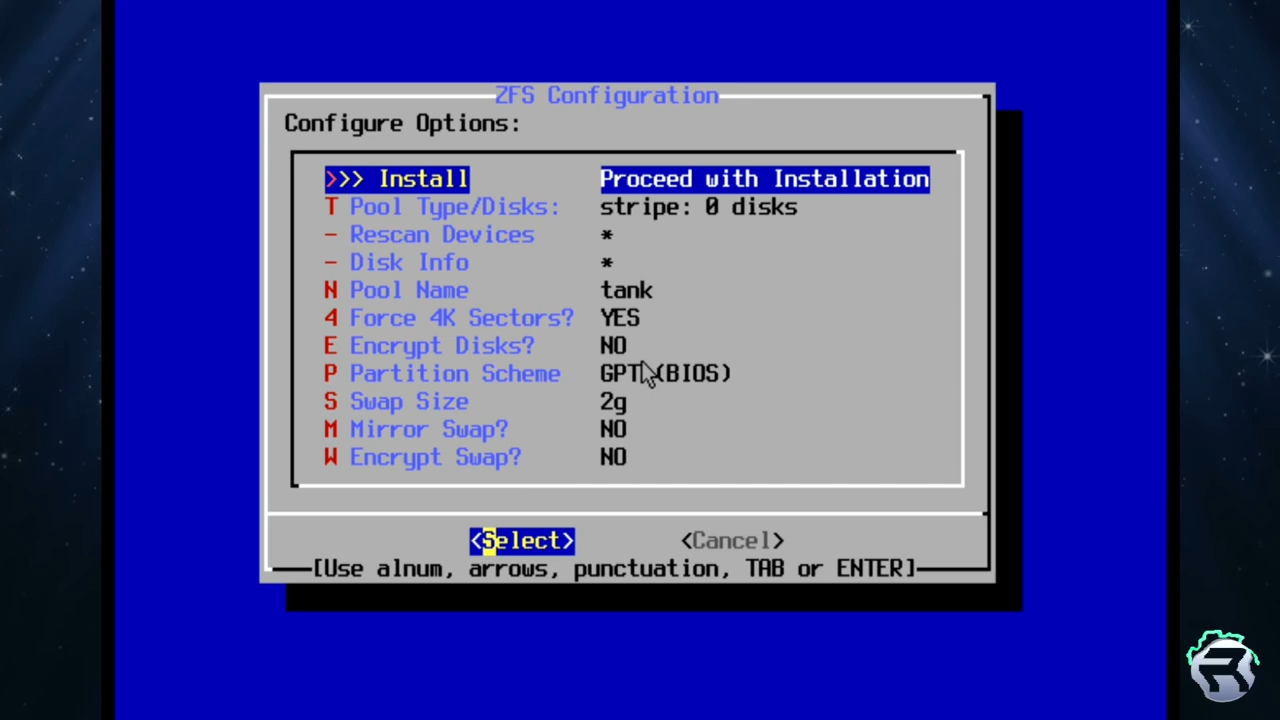 ZFS Configuration
Configure Options:
>>> Install Proceed with Installation
T Pool Type/Disks: stripe: 0 disks
- Rescan Devices *
- Disk Info *
N Pool Name tank
4 Force 4K Sectors? YES
E Encrypt Disks? NO
P Partition Scheme GPT (BIOS)
S Swap Size 2g
M Mirror Swap? NO
W Encrypt Swap? NO
<Select> <Cancel>
[Use alnum, arrows, punctuation, TAB or ENTER]